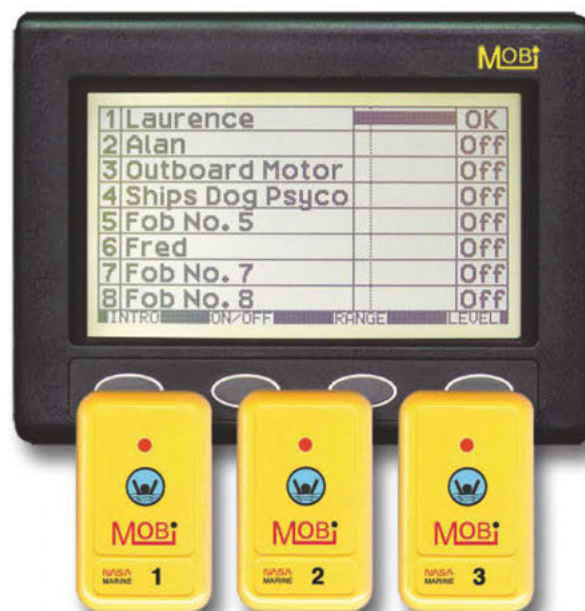 MOBi
1 Laurence OK
2 Alan Off
3 Outboard Motor Off
4 Ships Dog Psyco Off
5 Fob No. 5 Off
6 Fred Off
7 Fob No. 7 Off
8 Fob No. 8 Off
INTRO ON/OFF RANGE LEVEL
MOBi
NASA MARINE 1
MOBi
NASA MARINE 2
MOBi
NASA MARINE 3